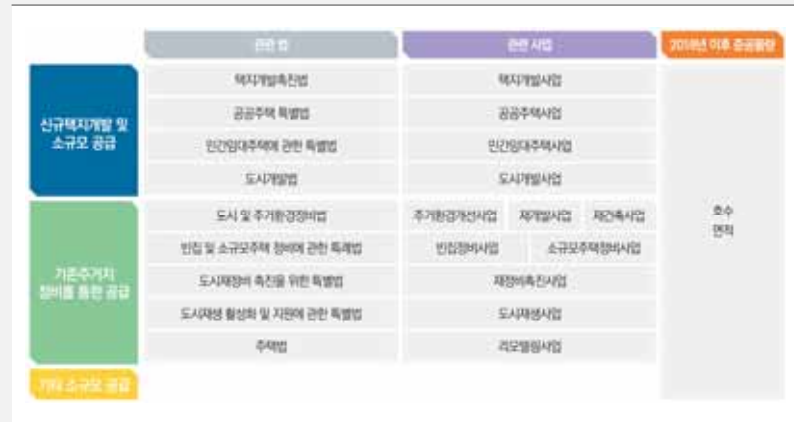 관련 법
관련 사업
2018년 이후 준공물량
신규택지개발 및
소규모 공급
택지개발촉진법
택지개발사업
공공주택 특별법
공공주택사업
민간임대주택에 관한 특별법
민간임대주택사업
도시개발법
도시개발사업
기존주거지
정비를 통한 공급
도시 및 주거환경정비법
주거환경개선사업
재개발사업
재건축사업
빈집 및 소규모주택 정비에 관한 특례법
빈집정비사업
소규모주택정비사업
도시재정비 촉진을 위한 특별법
재정비촉진사업
도시재생 활성화 및 지원에 관한 특별법
도시재생사업
주택법
리모델링사업
호수
면적
기타 소규모 공급